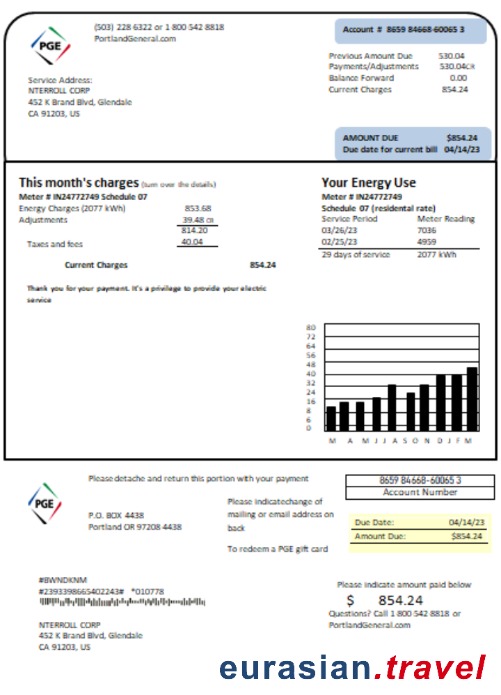 PGE
(503) 228-6322 or 1 800 542 8818
PortlandGeneral.com
Account # 8659 84668-60065 3
Previous Amount Due 530.04
Payments/Adjustments 530.04CR
Balance Forward 0.00
Current Charges 854.24
Service Address:
NTERROLL CORP
452 K Brand Blvd, Glendale
CA 91203, US
AMOUNT DUE $854.24
Due date for current bill 04/14/23
This month's charges (turn over the details)
Meter # IN24772749 Schedule 07
Energy Charges (2077 kWh) 853.68
Adjustments 39.48 CR
814.20
Taxes and fees 40.04
Current Charges 854.24
Thank you for your payment. It's a privilege to provide your electric
service
Your Energy Use
Meter # IN24772749
Schedule 07 (residental rate)
Service Period Meter Reading
03/26/23 7036
02/25/23 4959
29 days of service 2077 kWh
80
72
64
56
48
40
32
24
16
8
6
0
M A M J J A S O N D J F M
PGE
Please detache and return this portion with your payment
P.O. BOX 4438
Portland OR 97208-4438
Please indicatechange of
mailing or email address on
back
To redeem a PGE gift card
8659 84668-60065 3
Account Number
Due Date: 04/14/23
Amount Due: $854.24
#BWNDKNM
#2393398665402243# *010778
NTERROLL CORP
452 K Brand Blvd, Glendale
CA 91203, US
Please indicate amount paid below
$ 854.24
Questions? Call 1 800 542 8818 or
PortlandGeneral.com
eurasian.travel